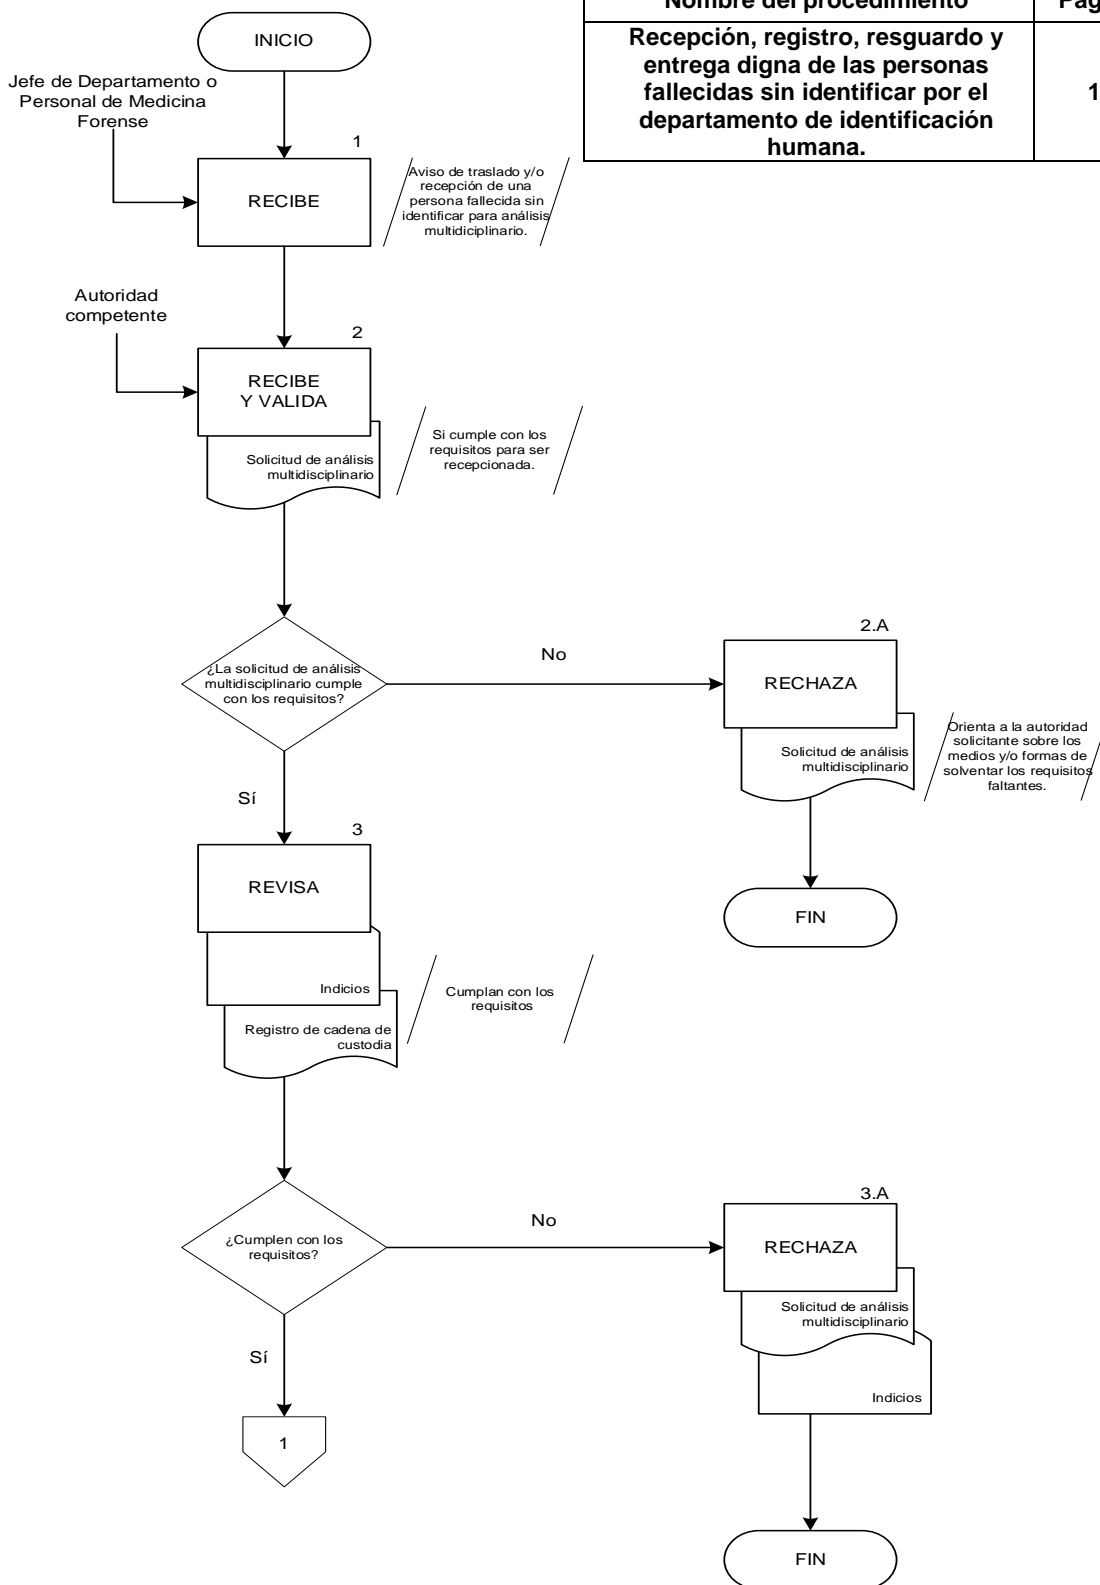 Nombre del procedimiento
Pág
Recepción, registro, resguardo y
entrega digna de las personas
fallecidas sin identificar por el
departamento de identificación
humana.
1
INICIO
Jefe de Departamento o
Personal de Medicina
Forense
1
RECIBE
Aviso de traslado y/o
recepción de una
persona fallecida sin
identificar para análisis
multidiciplinario.
Autoridad
competente
2
RECIBE
Y VALIDA
Solicitud de análisis
multidisciplinario
Si cumple con los
requisitos para ser
recepcionada.
¿La solicitud de análisis
multidisciplinario cumple
con los requisitos?
No
2.A
RECHAZA
Solicitud de análisis
multidisciplinario
Orienta a la autoridad
solicitante sobre los
medios y/o formas de
solventar los requisitos
faltantes.
FIN
Sí
3
REVISA
Indicios
Registro de cadena de
custodia
Cumplan con los
requisitos
¿Cumplen con los
requisitos?
No
3.A
RECHAZA
Solicitud de análisis
multidisciplinario
Indicios
FIN
Sí
1